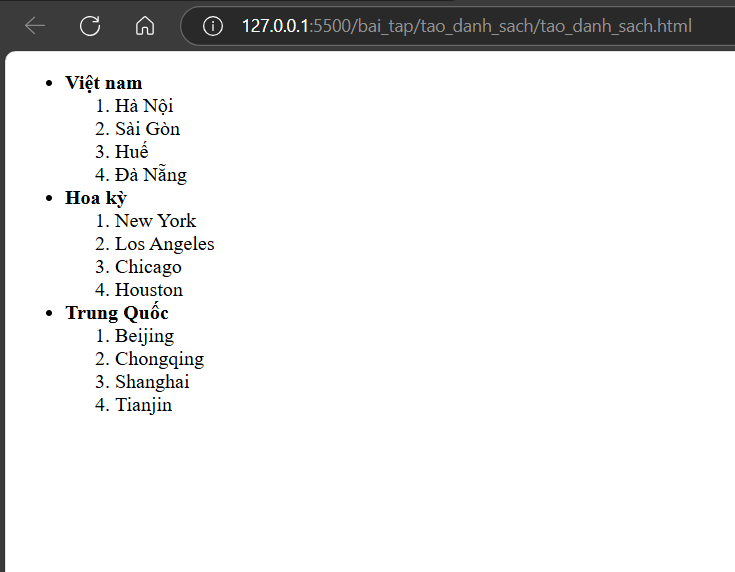 127.0.0.1:5500/bai_tap/tao_danh_sach/tao_danh_sach.html
• Việt nam
1. Hà Nội
2. Sài Gòn
3. Huế
4. Đà Nẵng
• Hoa kỳ
1. New York
2. Los Angeles
3. Chicago
4. Houston
• Trung Quốc
1. Beijing
2. Chongqing
3. Shanghai
4. Tianjin